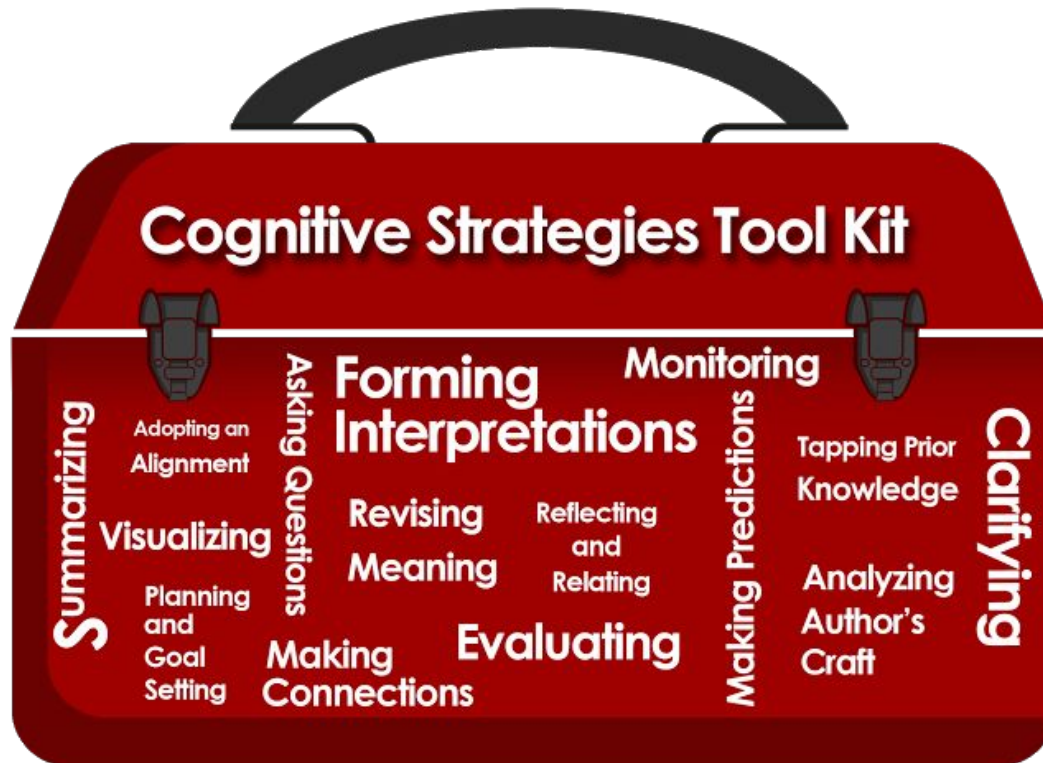 Cognitive Strategies Tool Kit
Summarizing
Adopting an
Alignment
Visualizing
Planning
and
Goal
Setting
Asking Questions
Forming
Interpretations
Revising
Meaning
Reflecting
and
Relating
Making
Connections
Evaluating
Monitoring
Making Predictions
Tapping Prior
Knowledge
Analyzing
Author's
Craft
Clarifying